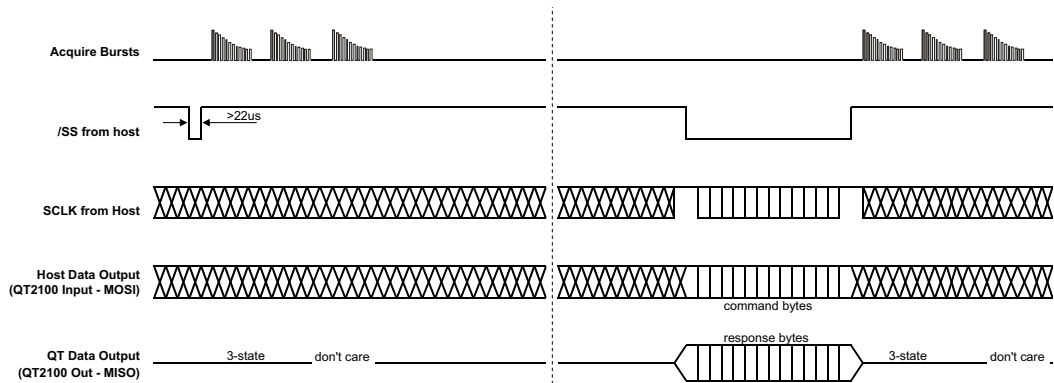 Acquire Bursts
>22us
/SS from host
SCLK from Host
Host Data Output
(QT2100 Input - MOSI)
command bytes
response bytes
QT Data Output
(QT2100 Out - MISO)
3-state
don't care
3-state
don't care